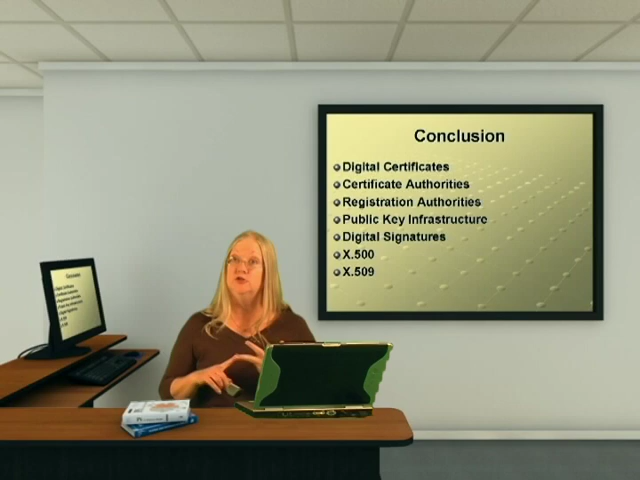 Conclusion
Digital Certificates
Certificate Authorities
Registration Authorities
Public Key Infrastructure
Digital Signatures
X.500
X.509